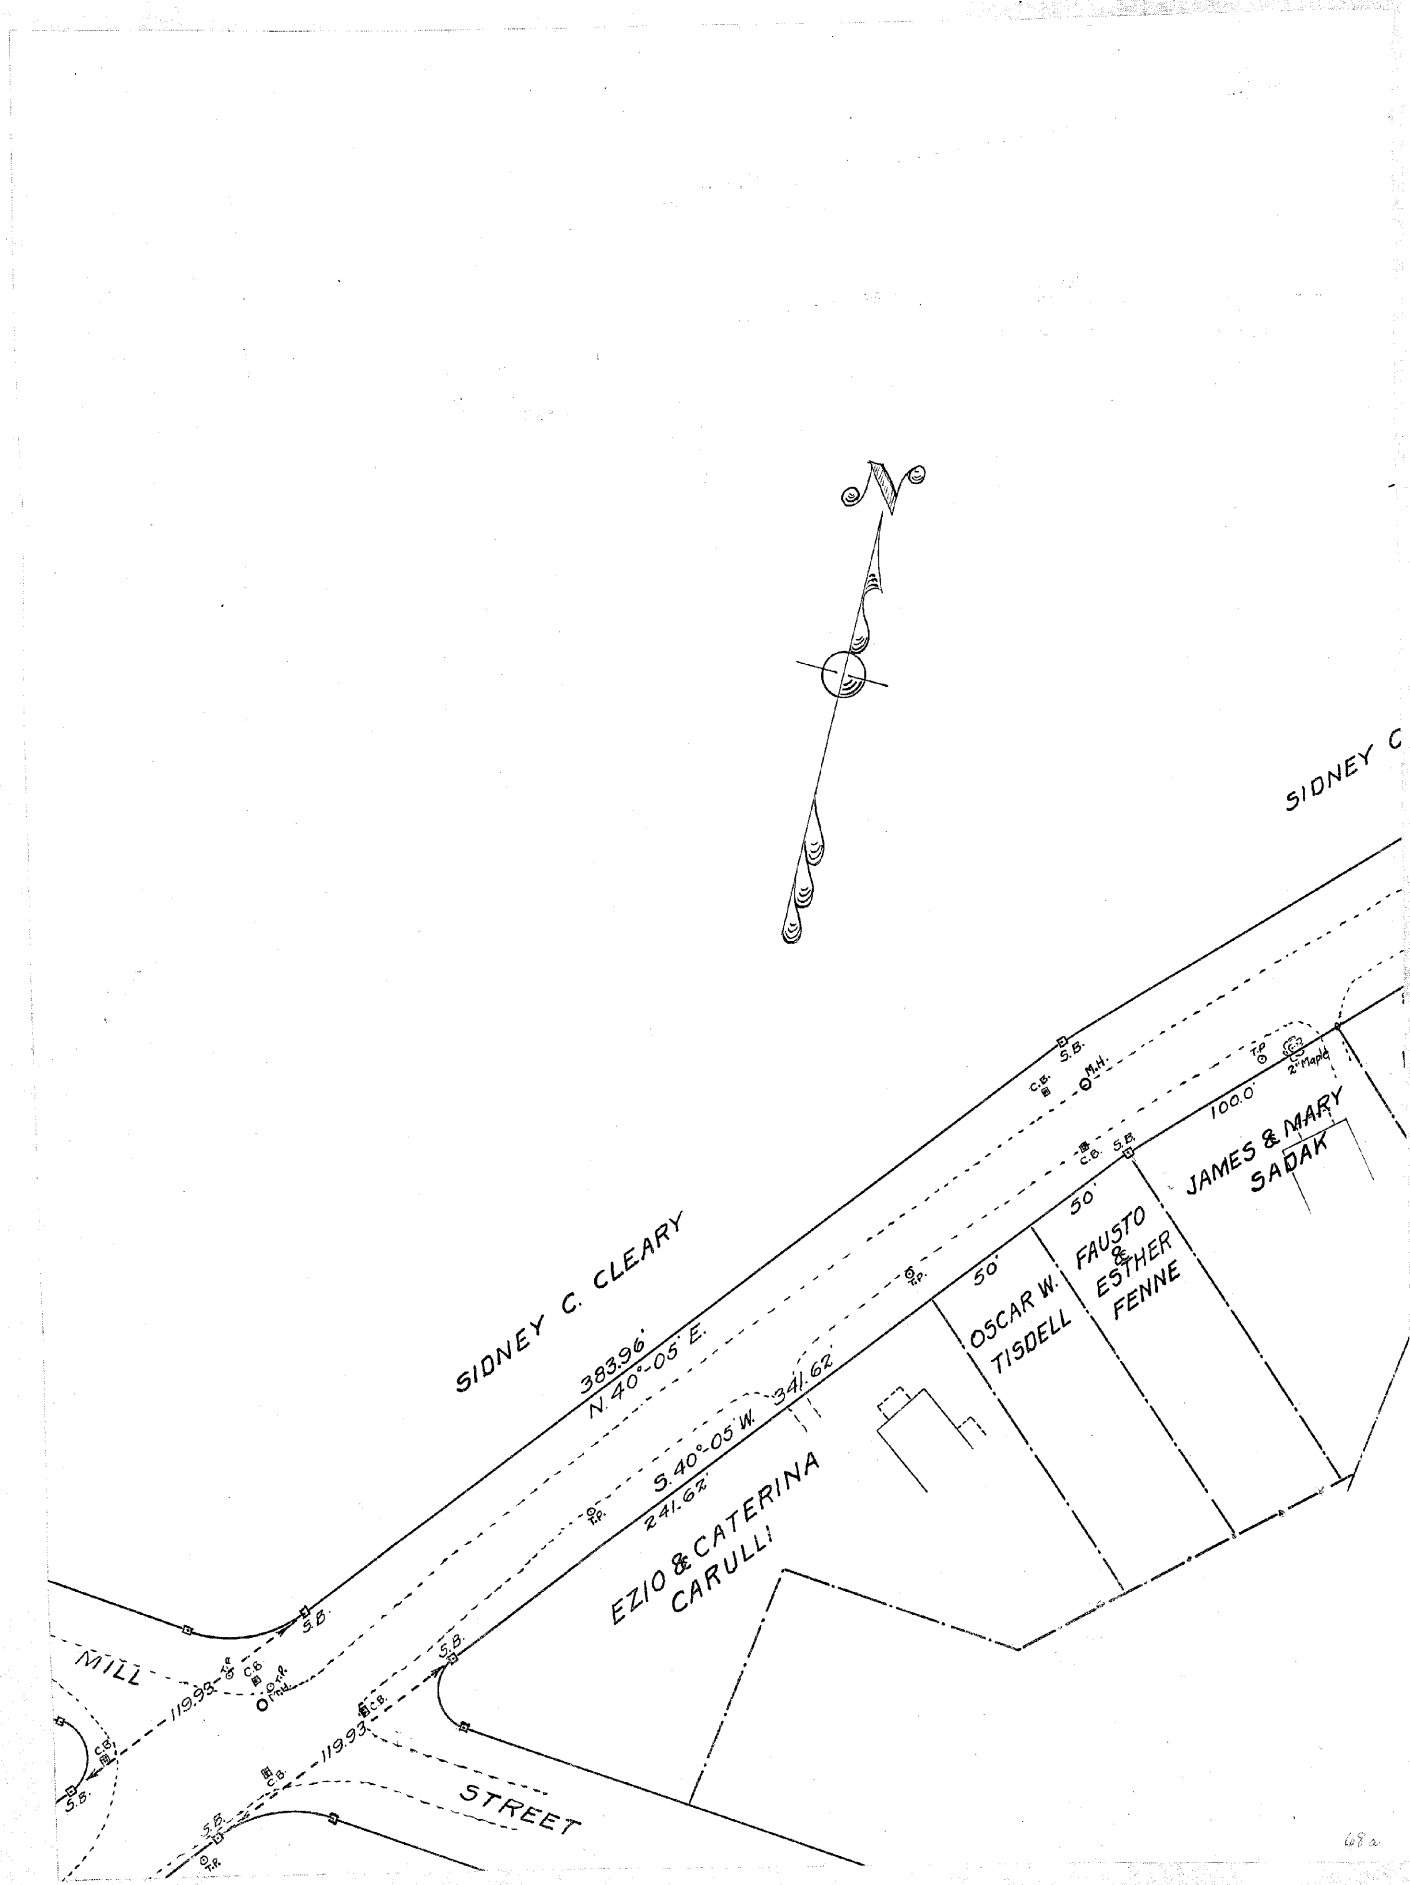 N
SIDNEY C
S.B.
C.B.
M.H.
T.P.
2" Maple
100.0'
C.B.
S.B.
JAMES & MARY
SADAK
50'
FAUSTO
&
ESTHER
FENNE
T.P.
50'
OSCAR W.
TISDELL
SIDNEY C. CLEARY
383.96'
N. 40°-05' E.
341.62'
S. 40°-05' W.
241.62'
T.P.
EZIO & CATERINA
CARULLI
S.B.
S.B.
MILL
T.P.
C.B.
T.P.
M.H.
119.93
C.B.
119.93
C.B.
S.B.
C.B.
STREET
S.B.
T.P.
68a